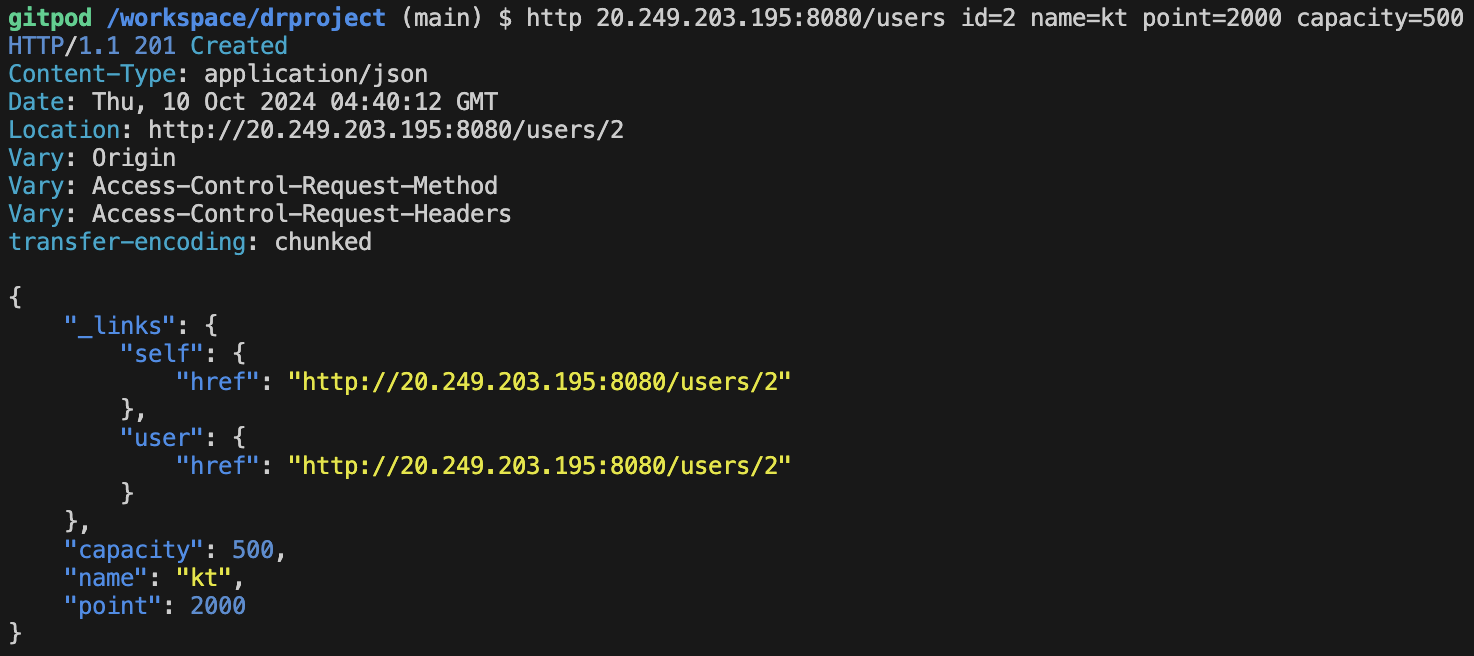 gitpod /workspace/drproject (main) $ http 20.249.203.195:8080/users id=2 name=kt point=2000 capacity=500
HTTP/1.1 201 Created
Content-Type: application/json
Date: Thu, 10 Oct 2024 04:40:12 GMT
Location: http://20.249.203.195:8080/users/2
Vary: Origin
Vary: Access-Control-Request-Method
Vary: Access-Control-Request-Headers
transfer-encoding: chunked

{
    "_links": {
        "self": {
            "href": "http://20.249.203.195:8080/users/2"
        },
        "user": {
            "href": "http://20.249.203.195:8080/users/2"
        }
    },
    "capacity": 500,
    "name": "kt",
    "point": 2000
}